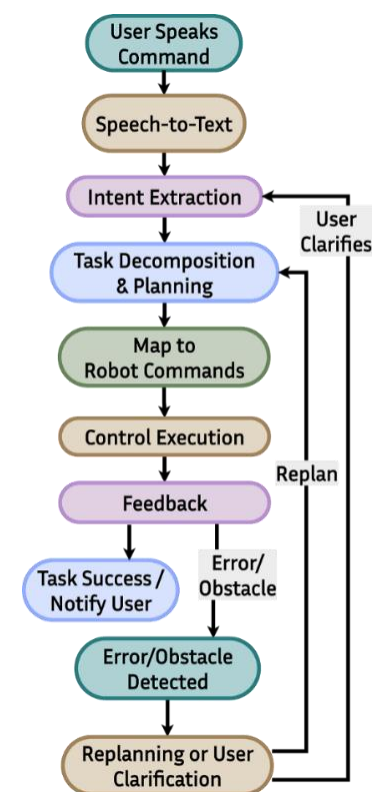 User Speaks
Command
Speech-to-Text
Intent Extraction
User
Clarifies
Task Decomposition
& Planning
Map to
Robot Commands
Control Execution
Replan
Feedback
Error/
Obstacle
Task Success /
Notify User
Error/Obstacle
Detected
Replanning or User
Clarification